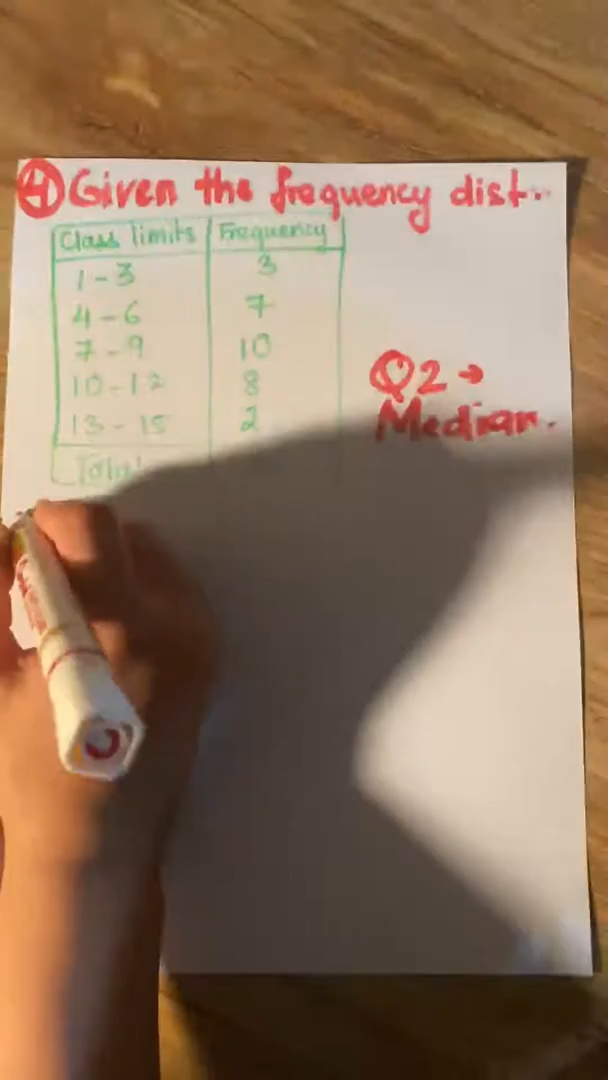 ④ Given the frequency dist..
Class limits Frequency
1-3 3
4-6 7
7-9 10
10-12 8
13-15 2
Total
Q2→
Median.